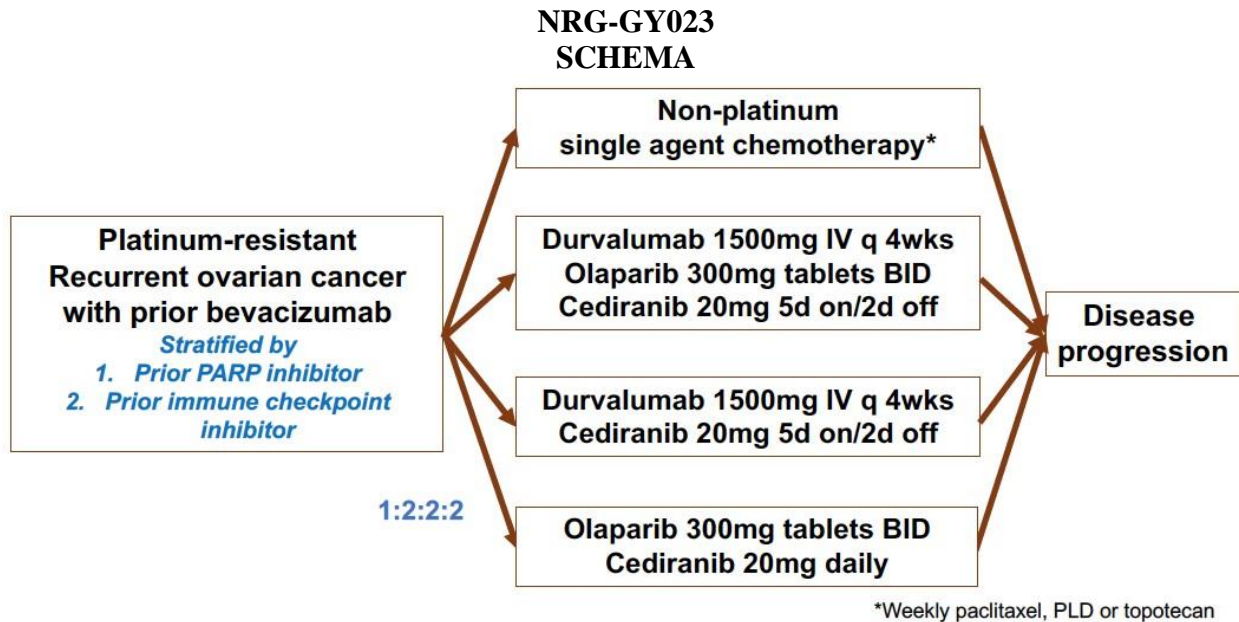 NRG-GY023
SCHEMA
Non-platinum
single agent chemotherapy*
Platinum-resistant
Recurrent ovarian cancer
with prior bevacizumab
Stratified by
1. Prior PARP inhibitor
2. Prior immune checkpoint
inhibitor
Durvalumab 1500mg IV q 4wks
Olaparib 300mg tablets BID
Cediranib 20mg 5d on/2d off
Durvalumab 1500mg IV q 4wks
Cediranib 20mg 5d on/2d off
1:2:2:2
Olaparib 300mg tablets BID
Cediranib 20mg daily
Disease
progression
*Weekly paclitaxel, PLD or topotecan